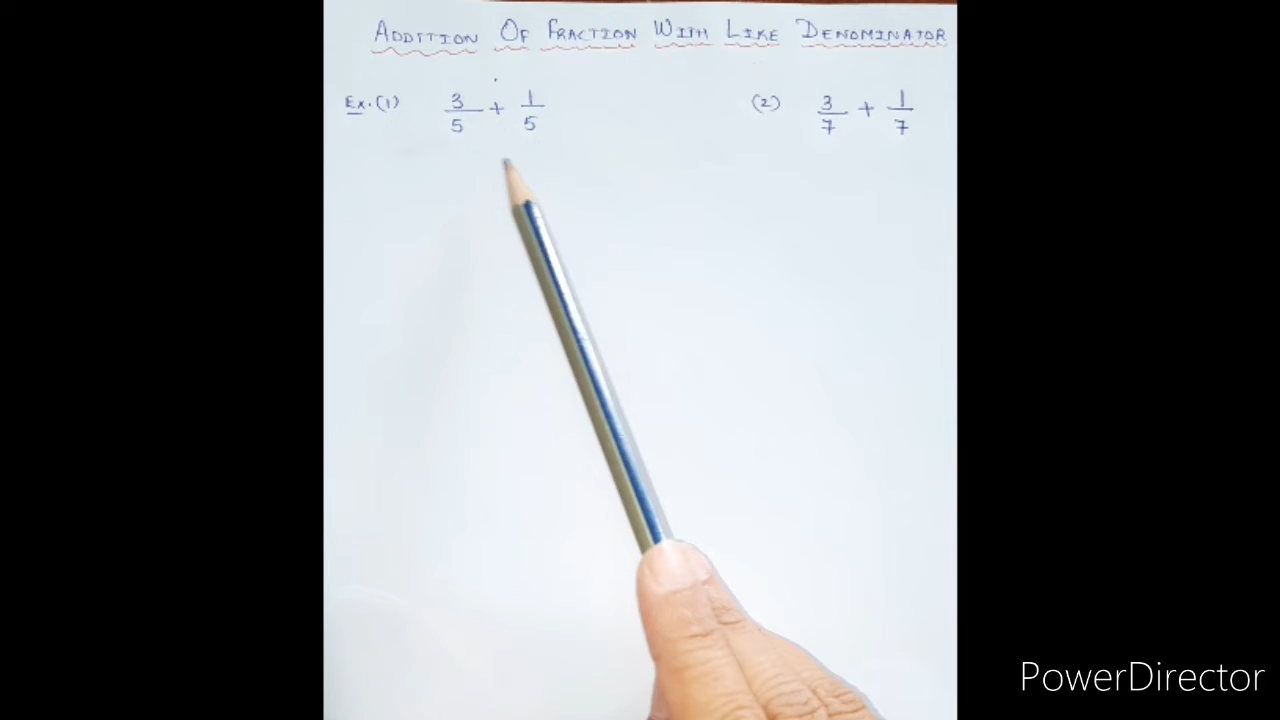 ADDITION OF FRACTION WITH LIKE DENOMINATOR
Ex.(1) 3/5 + 1/5
(2) 3/7 + 1/7
PowerDirector